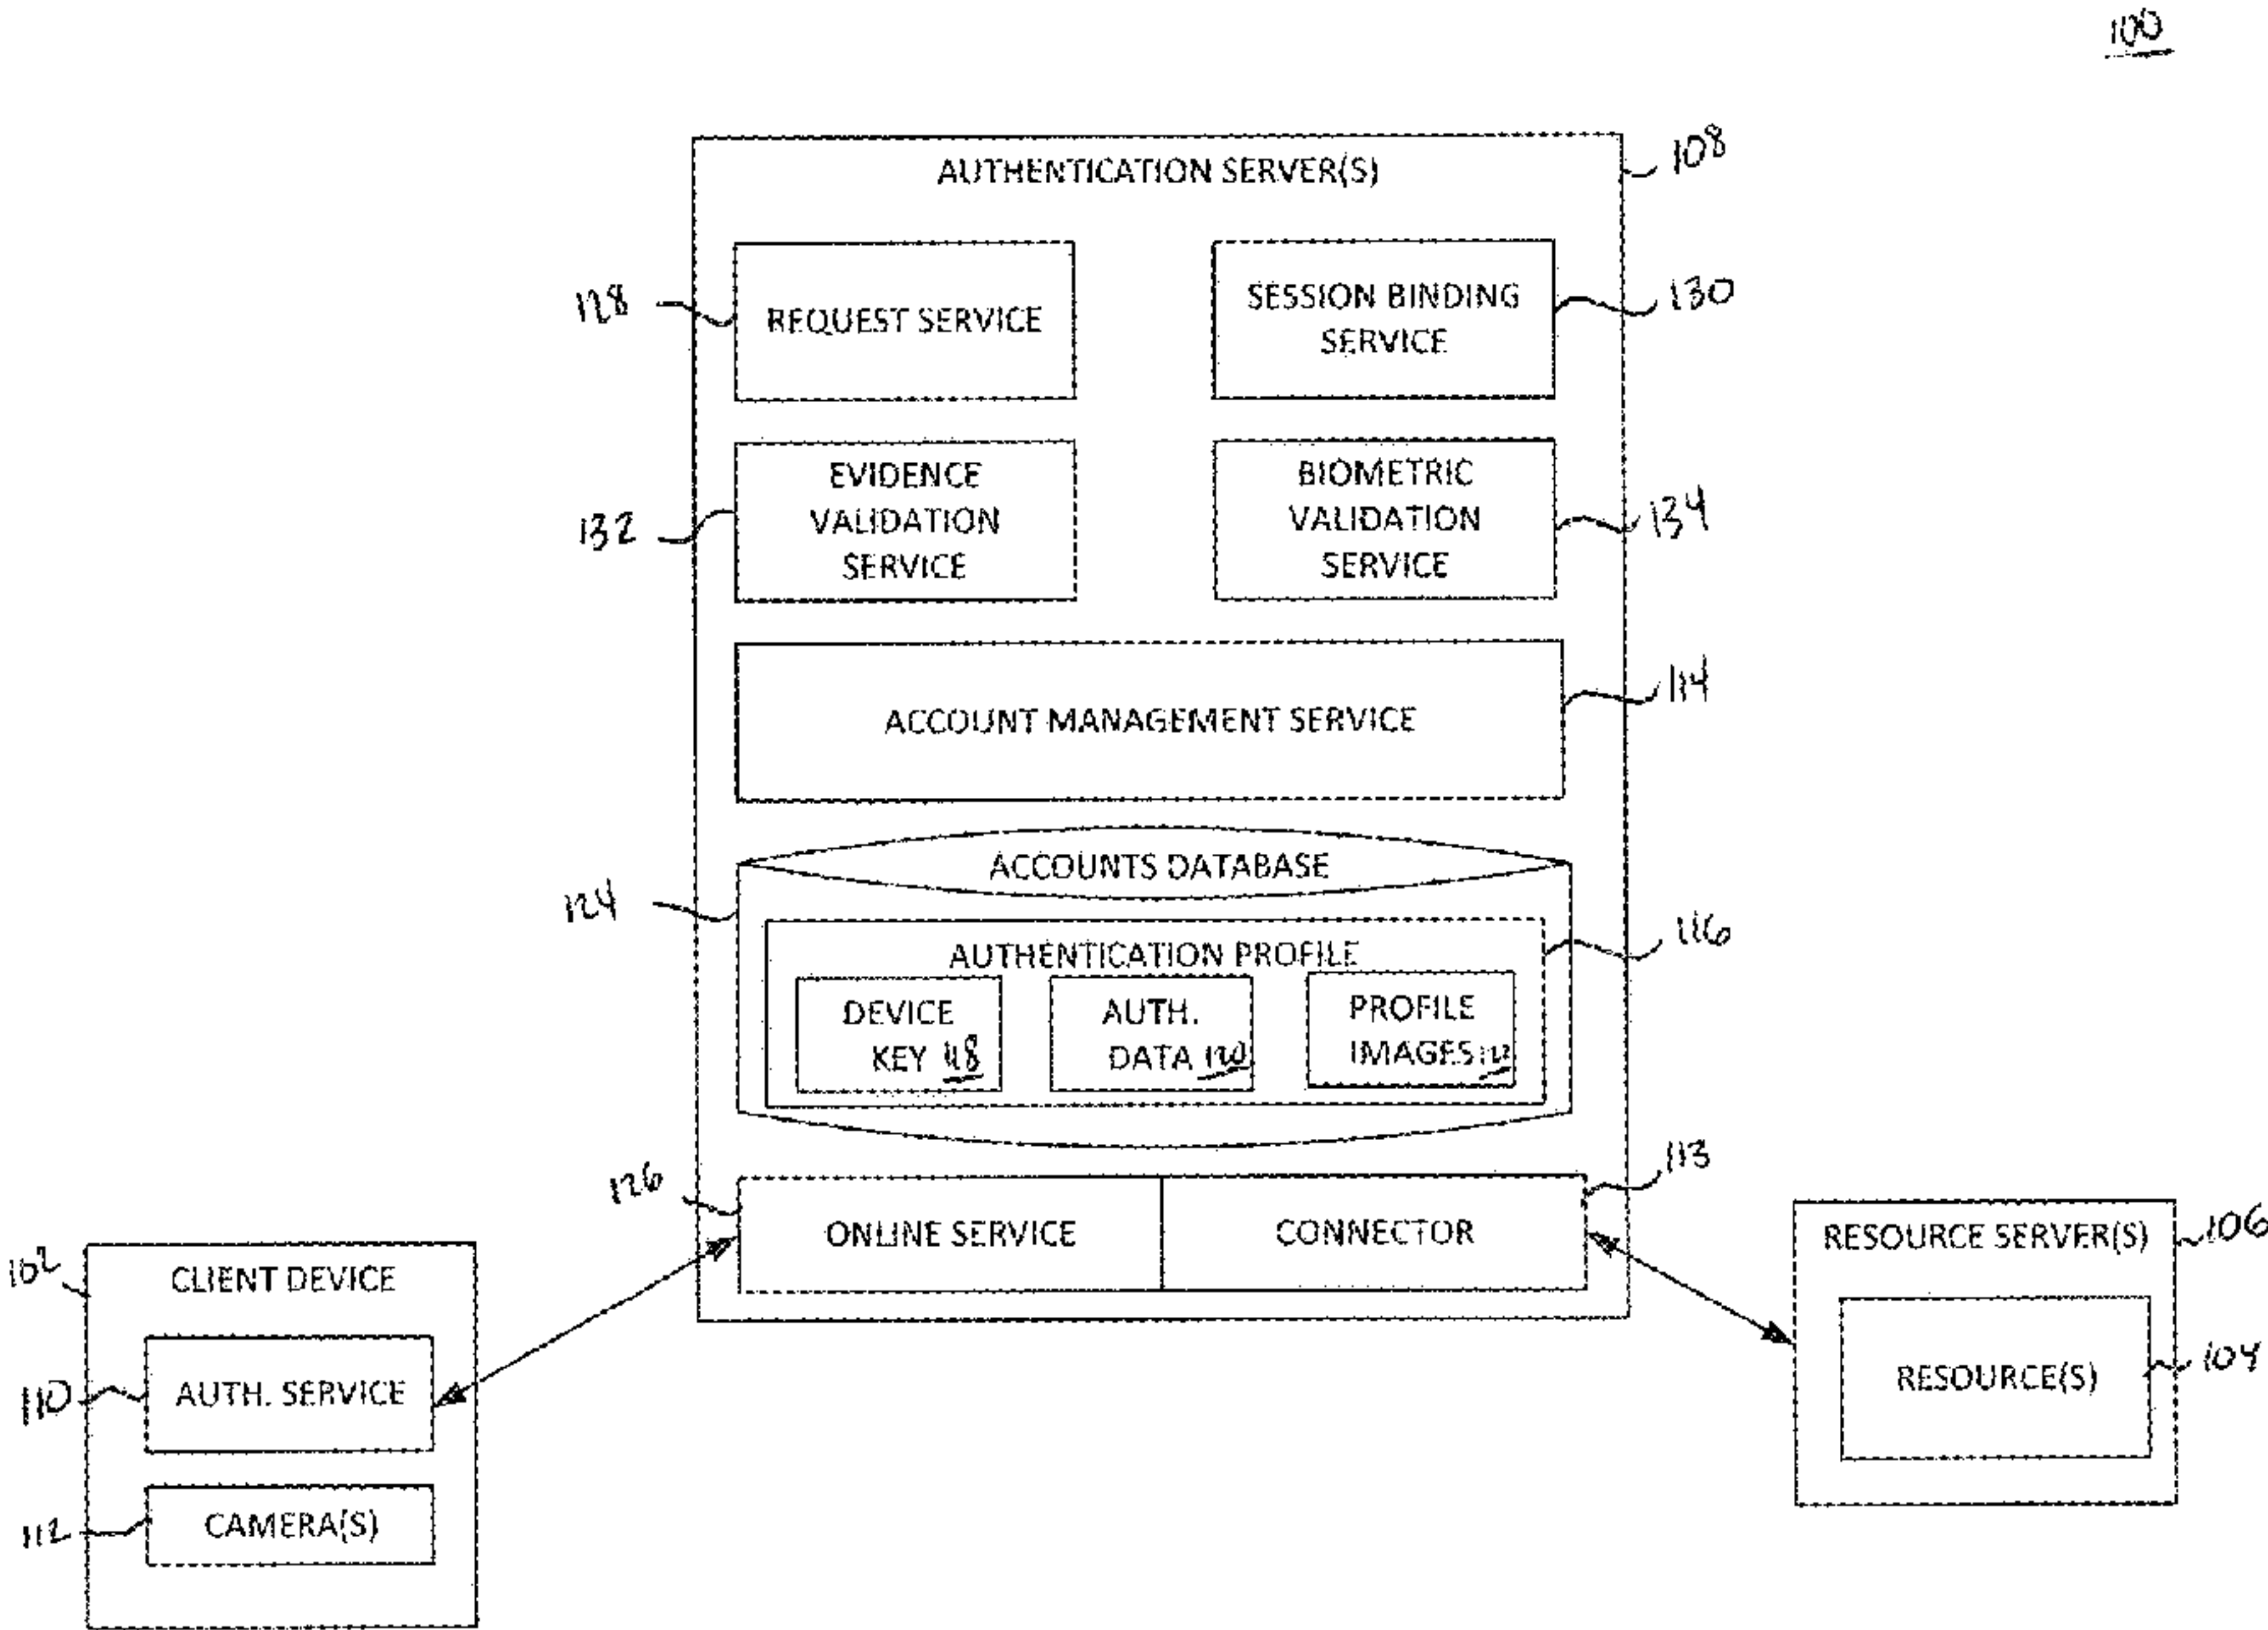 100
AUTHENTICATION SERVER(S)
108
REQUEST SERVICE
128
SESSION BINDING
SERVICE
130
EVIDENCE
VALIDATION
SERVICE
132
BIOMETRIC
VALIDATION
SERVICE
134
ACCOUNT MANAGEMENT SERVICE
114
ACCOUNTS DATABASE
124
AUTHENTICATION PROFILE
116
DEVICE
KEY 118
AUTH.
DATA 120
PROFILE
IMAGES 122
126
ONLINE SERVICE
CONNECTOR
113
102
CLIENT DEVICE
110
AUTH. SERVICE
112
CAMERA(S)
RESOURCE SERVER(S)
106
RESOURCE(S)
104